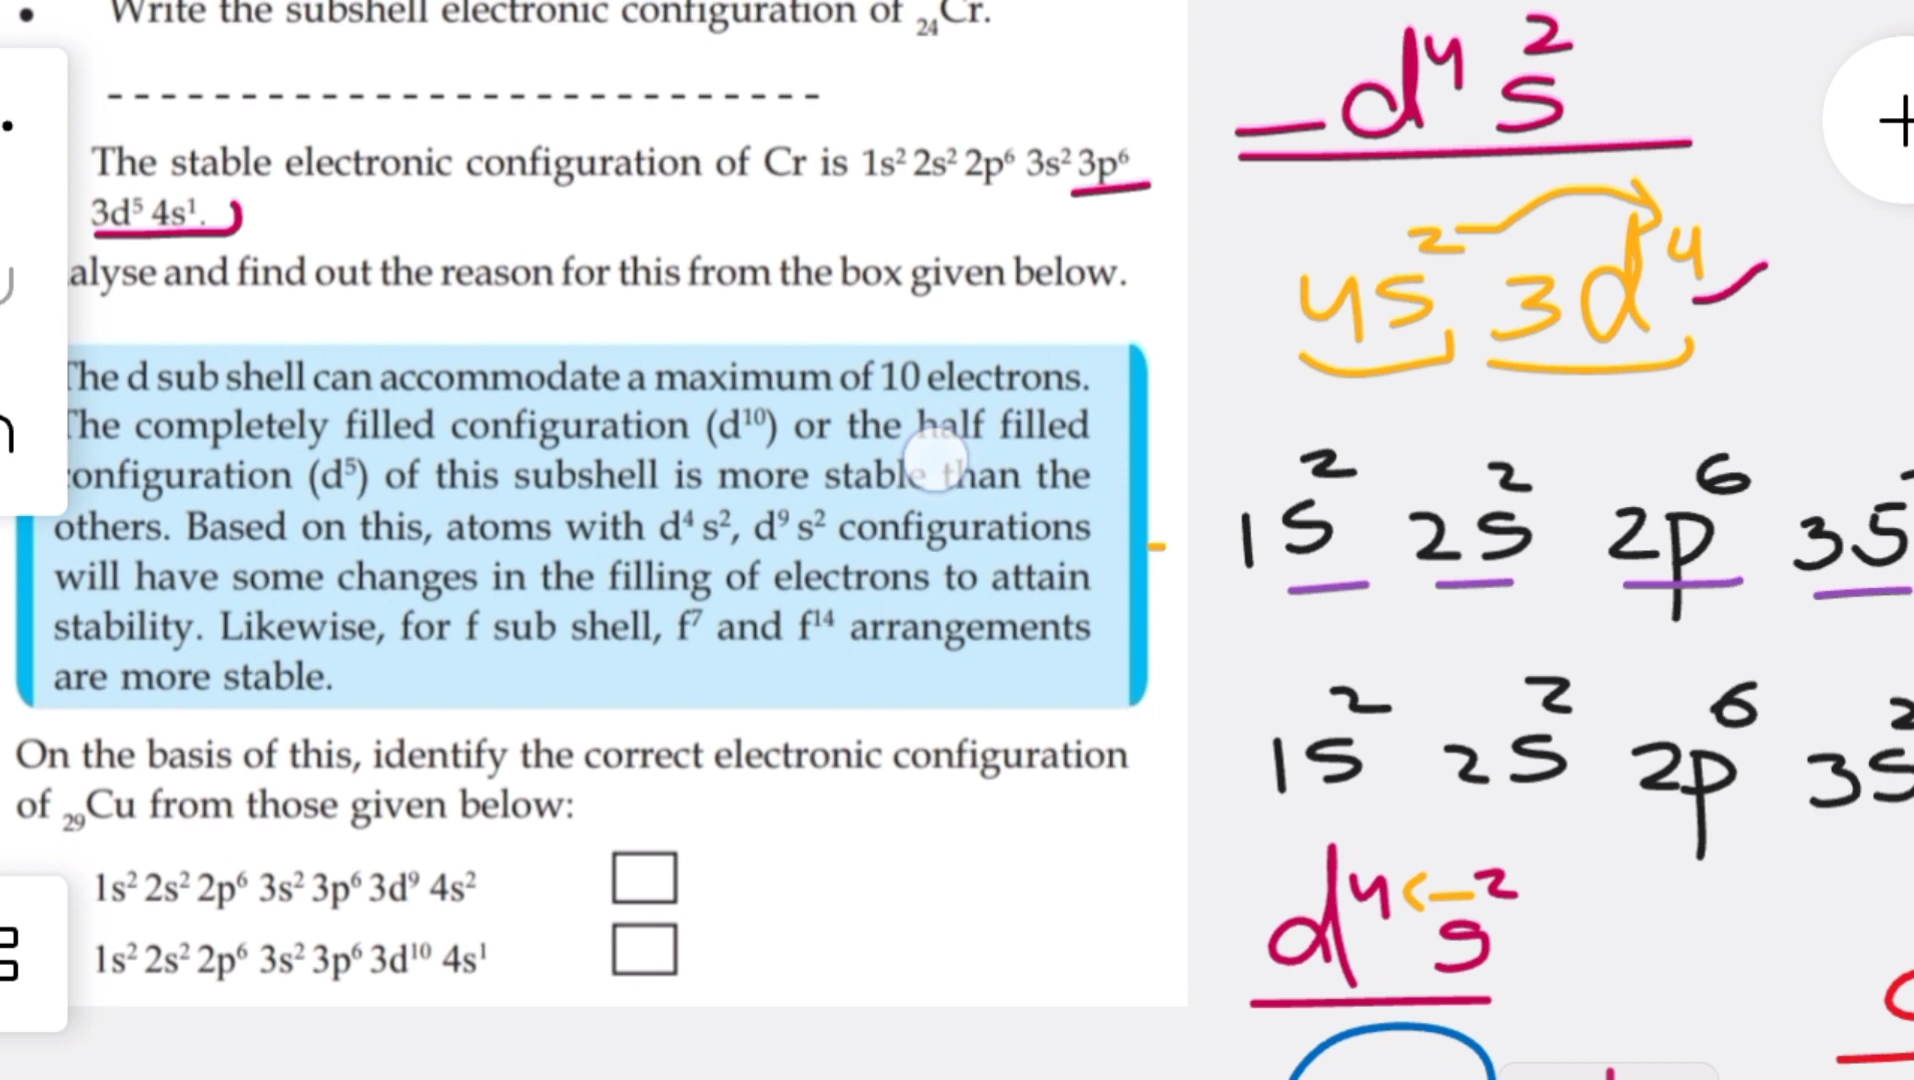 Write the subshell electronic configuration of ₂₄Cr.
The stable electronic configuration of Cr is 1s² 2s² 2p⁶ 3s² 3p⁶
3d⁵ 4s¹.
alyse and find out the reason for this from the box given below.
The d sub shell can accommodate a maximum of 10 electrons.
The completely filled configuration (d¹⁰) or the half filled
configuration (d⁵) of this subshell is more stable than the
others. Based on this, atoms with d⁴ s², d⁹ s² configurations
will have some changes in the filling of electrons to attain
stability. Likewise, for f sub shell, f⁷ and f¹⁴ arrangements
are more stable.
On the basis of this, identify the correct electronic configuration
of ₂₉Cu from those given below:
1s² 2s² 2p⁶ 3s² 3p⁶ 3d⁹ 4s²
1s² 2s² 2p⁶ 3s² 3p⁶ 3d¹⁰ 4s¹
d⁴ s²
4s² 3d⁴
1s² 2s² 2p⁶ 3s
1s² 2s² 2p⁶ 3s²
d⁴ s²